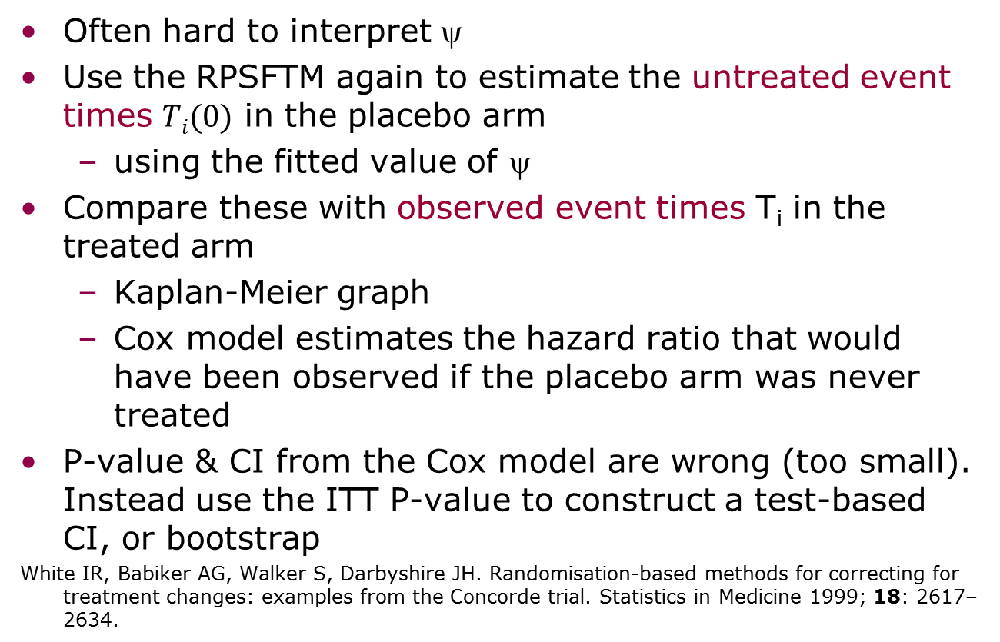 • Often hard to interpret ψ
• Use the RPSFTM again to estimate the untreated event
times Tᵢ(0) in the placebo arm
– using the fitted value of ψ
• Compare these with observed event times Tᵢ in the
treated arm
– Kaplan-Meier graph
– Cox model estimates the hazard ratio that would
have been observed if the placebo arm was never
treated
• P-value & CI from the Cox model are wrong (too small).
Instead use the ITT P-value to construct a test-based
CI, or bootstrap
White IR, Babiker AG, Walker S, Darbyshire JH. Randomisation-based methods for correcting for
treatment changes: examples from the Concorde trial. Statistics in Medicine 1999; 18: 2617–
2634.